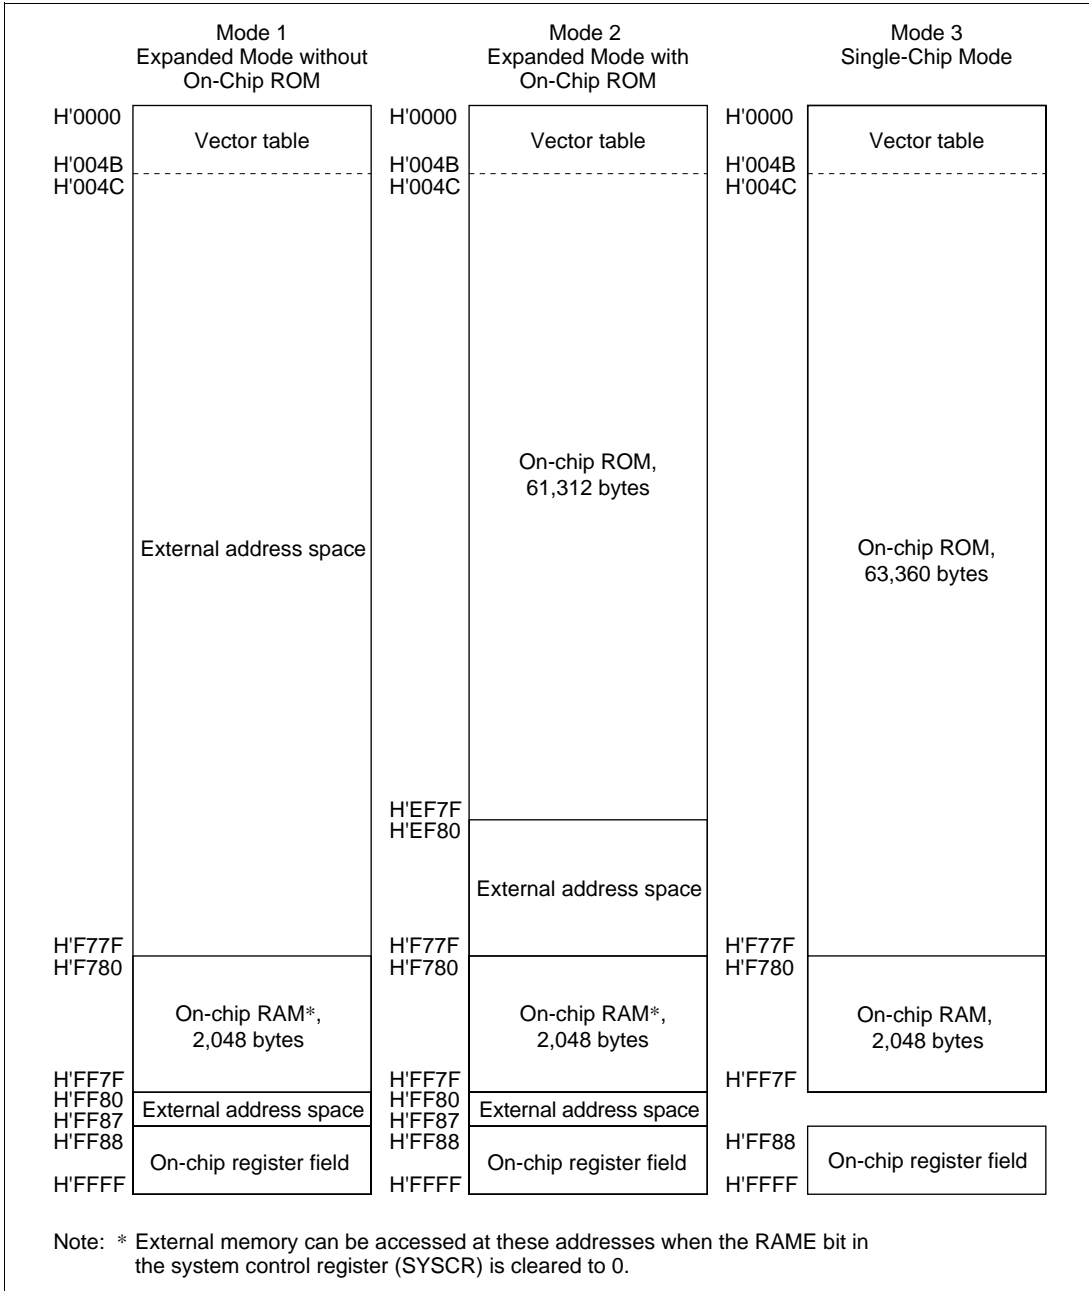 Mode 1
Expanded Mode without
On-Chip ROM
H'0000
Vector table
H'004B
H'004C
External address space
H'F77F
H'F780
On-chip RAM*,
2,048 bytes
H'FF7F
H'FF80
External address space
H'FF87
H'FF88
On-chip register field
H'FFFF
Mode 2
Expanded Mode with
On-Chip ROM
H'0000
Vector table
H'004B
H'004C
On-chip ROM,
61,312 bytes
H'EF7F
H'EF80
External address space
H'F77F
H'F780
On-chip RAM*,
2,048 bytes
H'FF7F
H'FF80
External address space
H'FF87
H'FF88
On-chip register field
H'FFFF
Mode 3
Single-Chip Mode
H'0000
Vector table
H'004B
H'004C
On-chip ROM,
63,360 bytes
H'F77F
H'F780
On-chip RAM,
2,048 bytes
H'FF7F
H'FF88
On-chip register field
H'FFFF
Note: * External memory can be accessed at these addresses when the RAME bit in
the system control register (SYSCR) is cleared to 0.